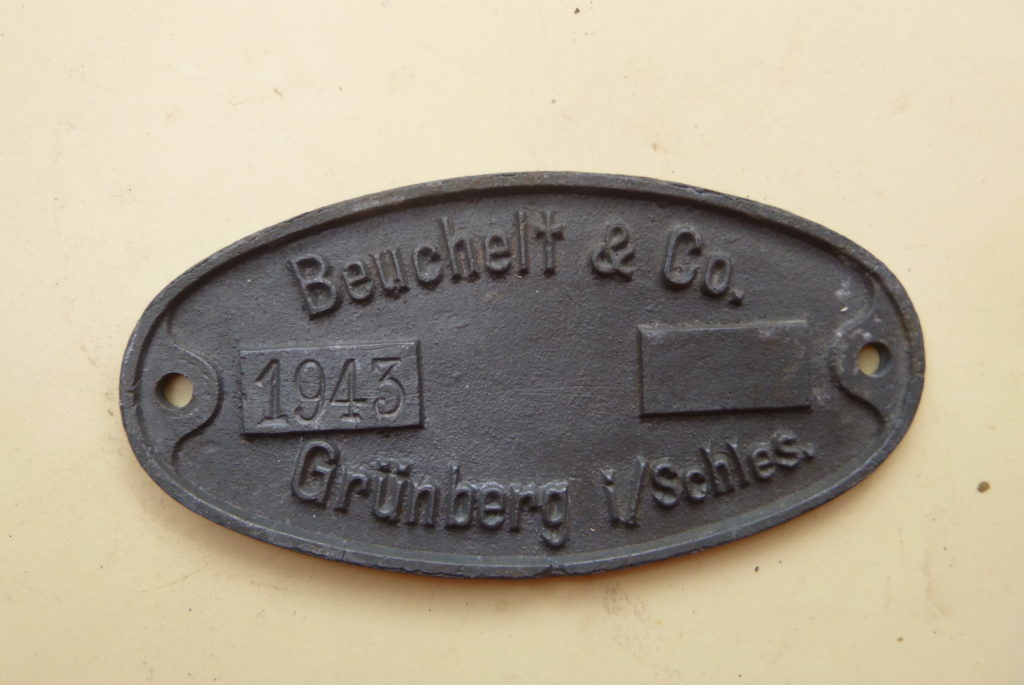 Beuchelt & Co.
1943
Grünberg i/Schles.